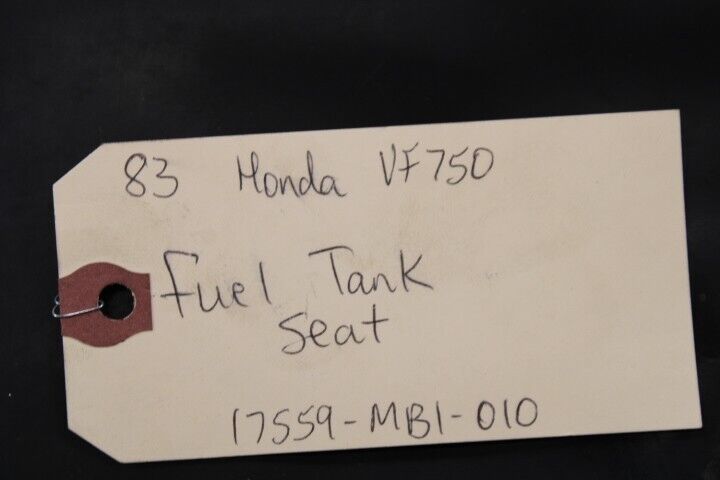 83 Honda VF750
Fuel Tank
Seat
17559-MB1-010